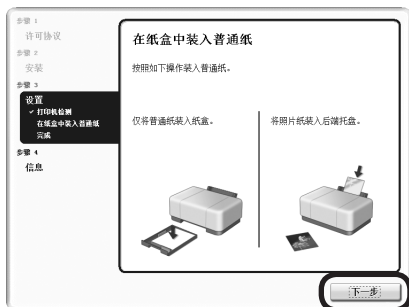 步骤 1
许可协议
步骤 2
安装
步骤 3
设置
✓ 打印机检测
在纸盒中装入普通纸
完成
步骤 4
信息
在纸盒中装入普通纸
按照如下操作装入普通纸。
仅将普通纸装入纸盒。
将照片纸装入后端托盘。
下一步